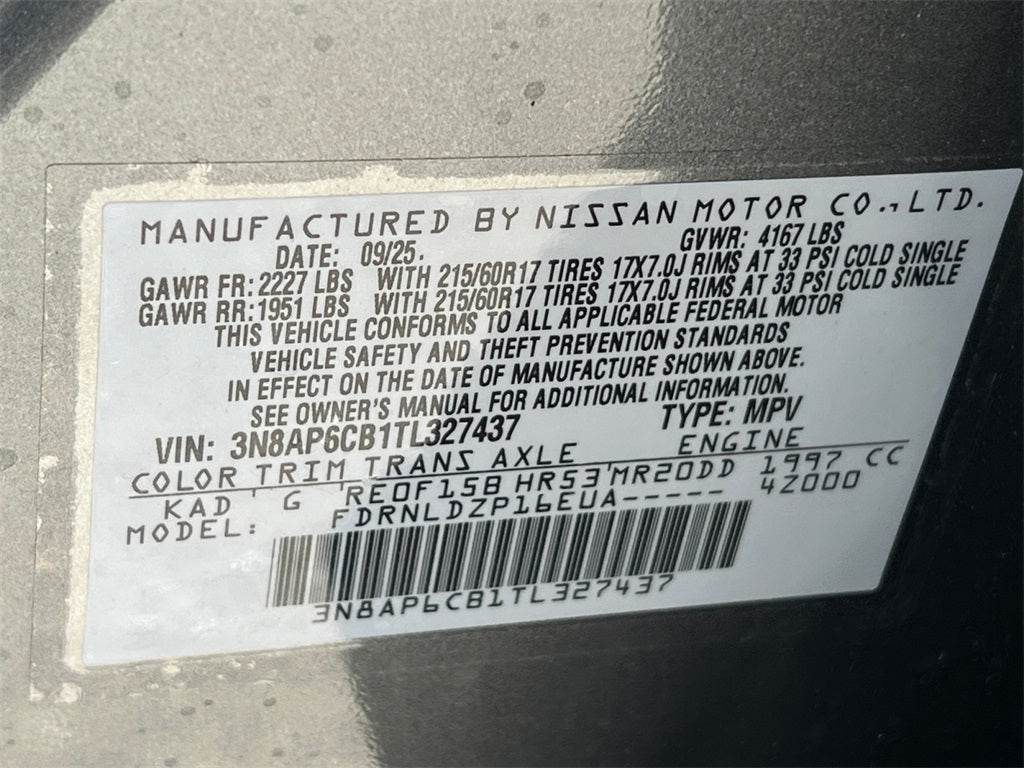 MANUFACTURED BY NISSAN MOTOR CO., LTD.
DATE: 09/25. GVWR: 4167 LBS
GAWR FR: 2227 LBS WITH 215/60R17 TIRES 17X7.0J RIMS AT 33 PSI COLD SINGLE
GAWR RR: 1951 LBS WITH 215/60R17 TIRES 17X7.0J RIMS AT 33 PSI COLD SINGLE
THIS VEHICLE CONFORMS TO ALL APPLICABLE FEDERAL MOTOR
VEHICLE SAFETY AND THEFT PREVENTION STANDARDS
IN EFFECT ON THE DATE OF MANUFACTURE SHOWN ABOVE.
SEE OWNER'S MANUAL FOR ADDITIONAL INFORMATION.
VIN: 3N8AP6CB1TL327437 TYPE: MPV
COLOR TRIM TRANS AXLE ENGINE
KAD G RE0F15B HR53 MR20DD 1997 CC
MODEL: FDRNLDZP16EUA----- 4Z000
3N8AP6CB1TL327437